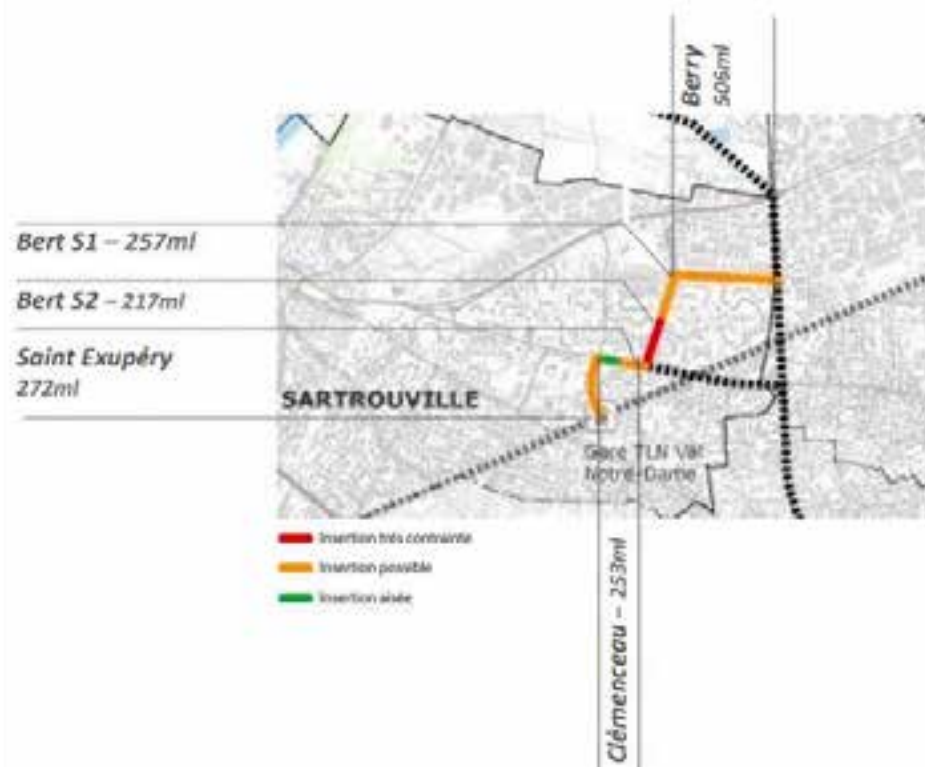 Berry
506ml
Bert S1 – 257ml
Bert S2 – 217ml
Saint Exupéry
272ml
SARTROUVILLE
Gare TLN Val
Notre-Dame
Insertion très contrainte
Insertion possible
Insertion aisée
Clémenceau – 253ml